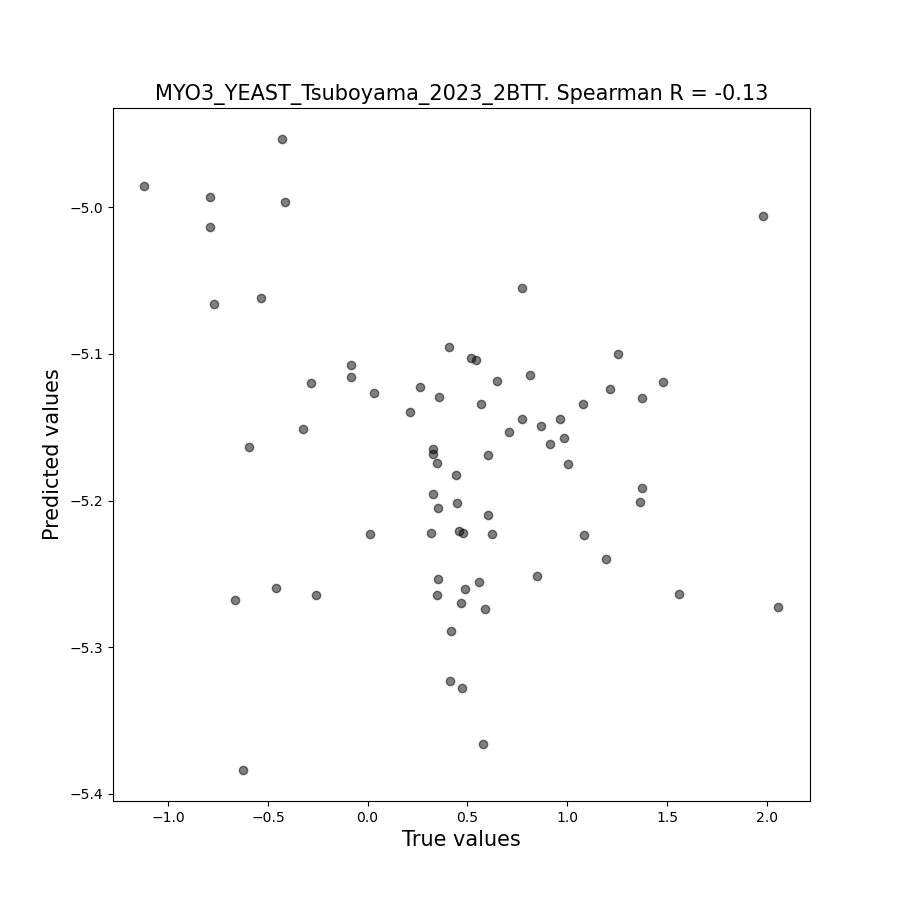 MYO3_YEAST_Tsuboyama_2023_2BTT. Spearman R = -0.13
−5.0
−5.1
−5.2
−5.3
−5.4
Predicted values
−1.0 −0.5 0.0 0.5 1.0 1.5 2.0
True values